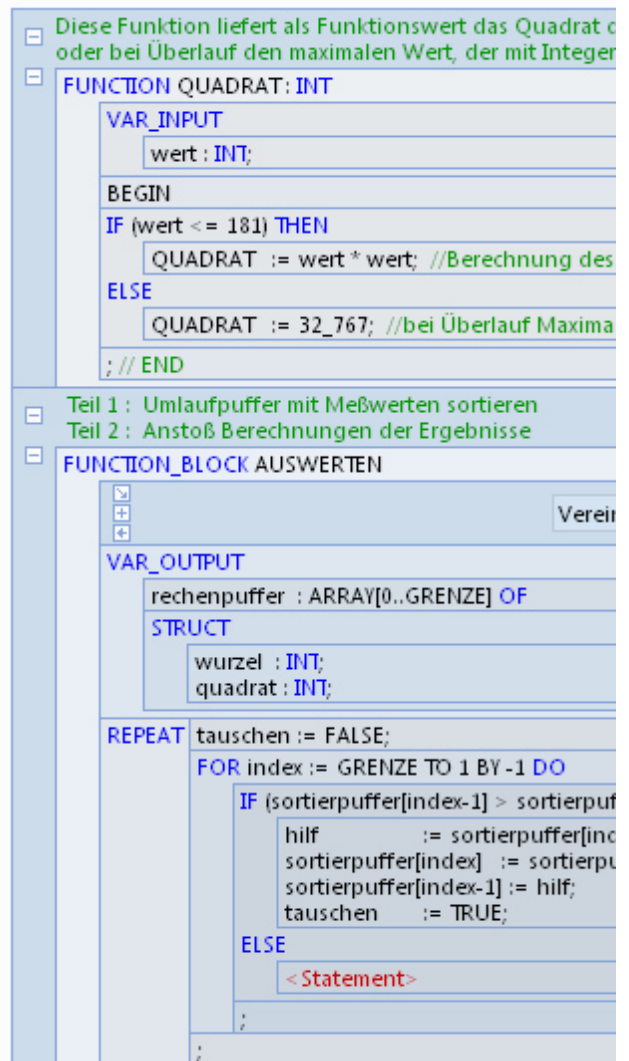 Diese Funktion liefert als Funktionswert das Quadrat
oder bei Überlauf den maximalen Wert, der mit Integer
FUNCTION QUADRAT: INT
VAR_INPUT
wert : INT;
BEGIN
IF (wert <= 181) THEN
QUADRAT := wert * wert; //Berechnung des
ELSE
QUADRAT := 32_767; //bei Überlauf Maxima
; // END
Teil 1 : Umlaufpuffer mit Meßwerten sortieren
Teil 2 : Anstoß Berechnungen der Ergebnisse
FUNCTION_BLOCK AUSWERTEN
Verein
VAR_OUTPUT
rechenpuffer : ARRAY[0..GRENZE] OF
STRUCT
wurzel : INT;
quadrat : INT;
REPEAT tauschen := FALSE;
FOR index := GRENZE TO 1 BY -1 DO
IF (sortierpuffer[index-1] > sortierpuf
hilf := sortierpuffer[ind
sortierpuffer[index] := sortierpu
sortierpuffer[index-1] := hilf;
tauschen := TRUE;
ELSE
<Statement>
;
;